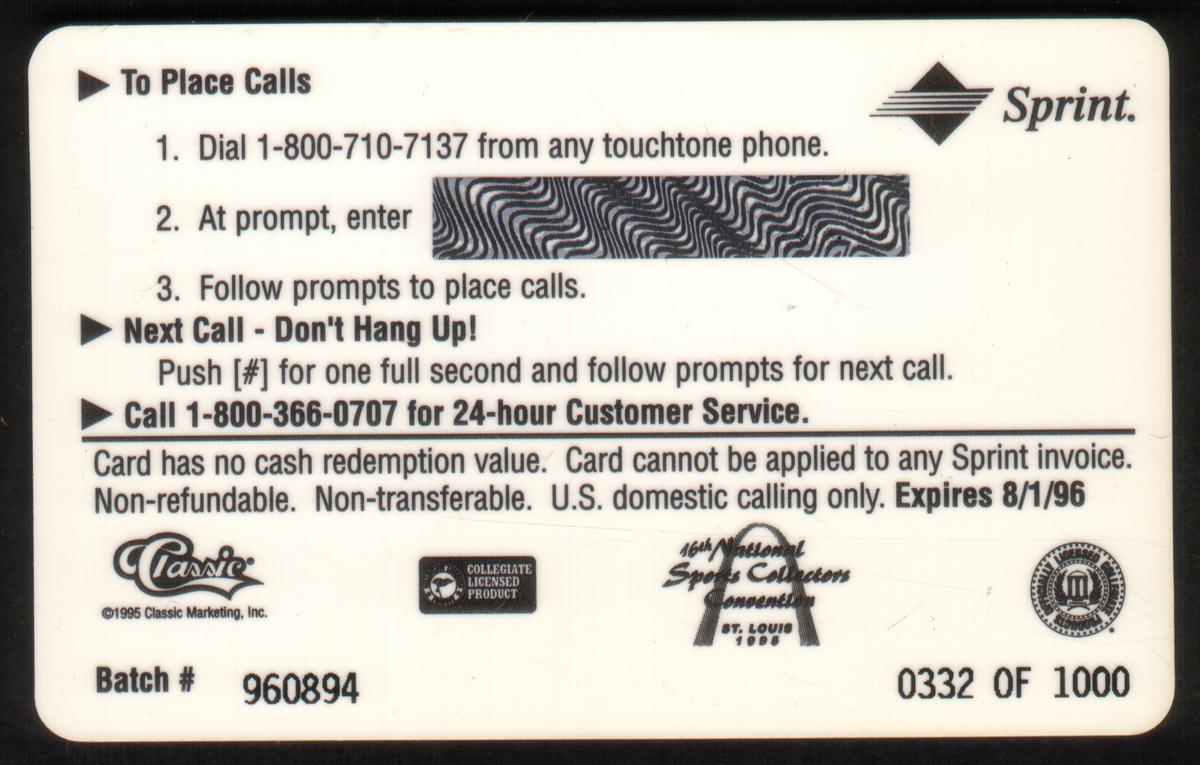 ▶ To Place Calls
Sprint.
1. Dial 1-800-710-7137 from any touchtone phone.
2. At prompt, enter
3. Follow prompts to place calls.
▶ Next Call - Don't Hang Up!
Push [#] for one full second and follow prompts for next call.
▶ Call 1-800-366-0707 for 24-hour Customer Service.
Card has no cash redemption value. Card cannot be applied to any Sprint invoice.
Non-refundable. Non-transferable. U.S. domestic calling only. Expires 8/1/96
Classic
©1995 Classic Marketing, Inc.
COLLEGIATE
LICENSED
PRODUCT
16th National
Sports Collectors
Convention
ST. LOUIS
1995
Batch # 960894
0332 OF 1000